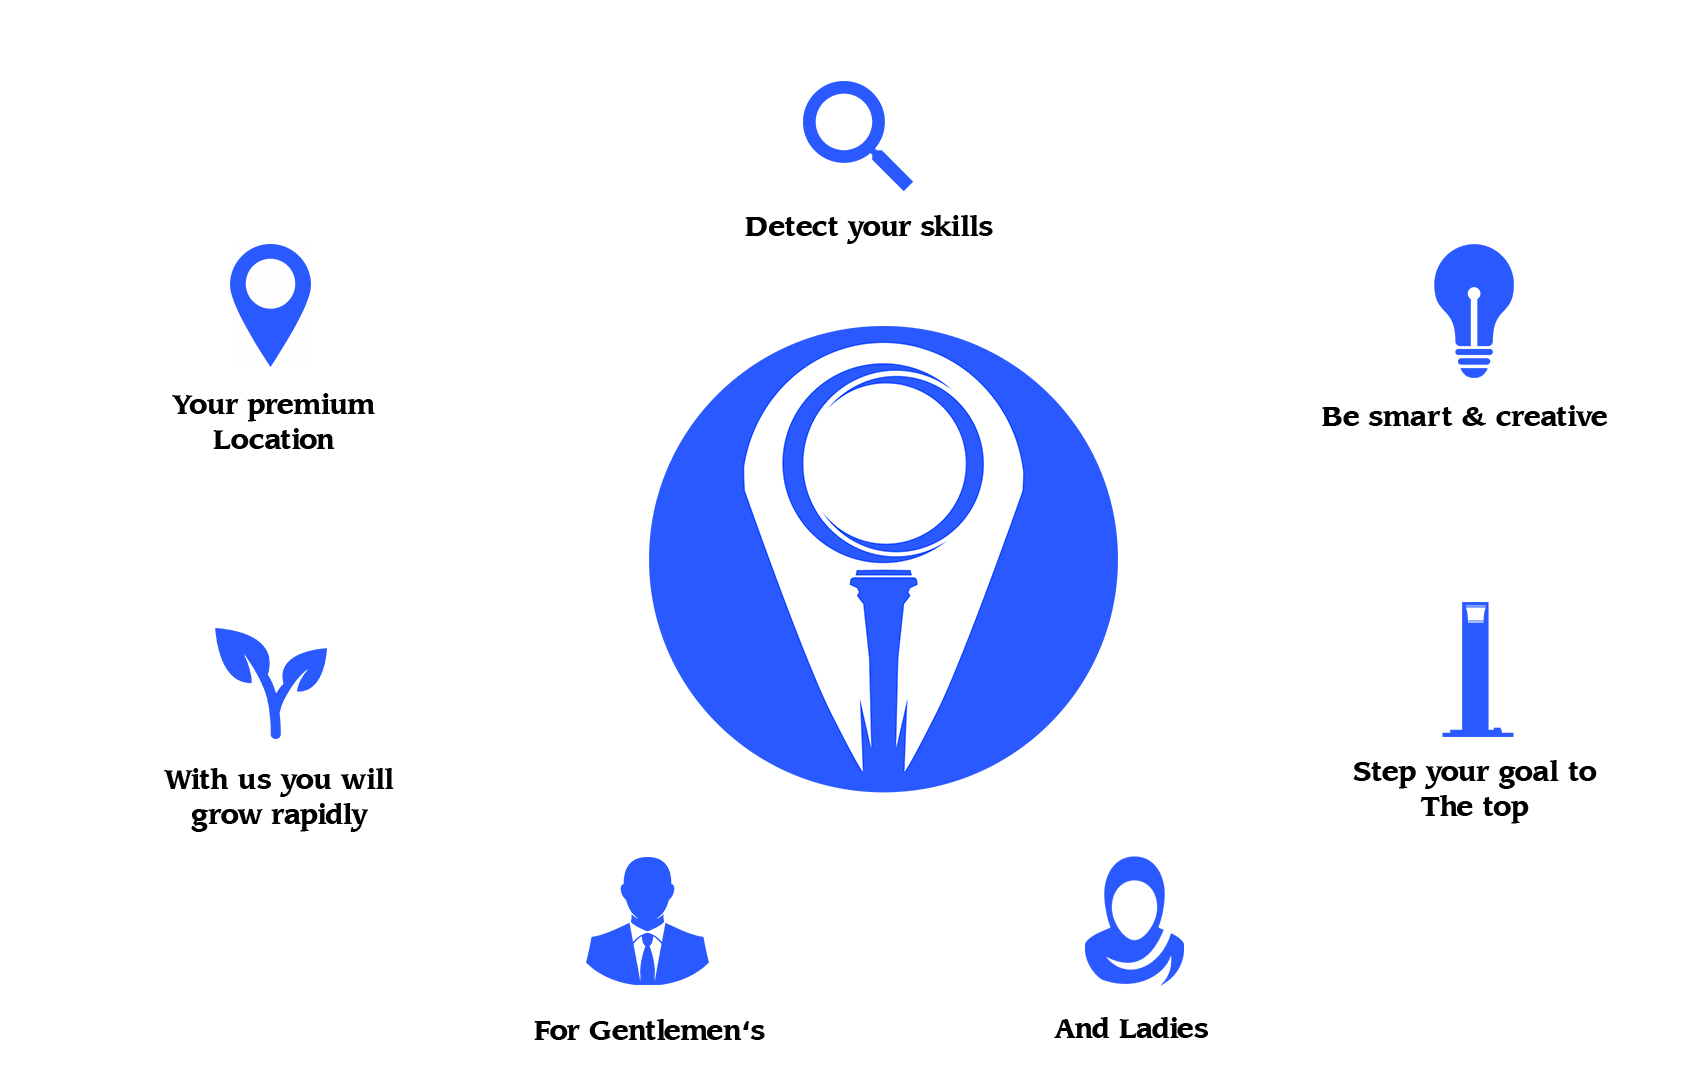 Detect your skills
Your premium
Location
Be smart & creative
With us you will
grow rapidly
Step your goal to
The top
For Gentlemen‘s
And Ladies